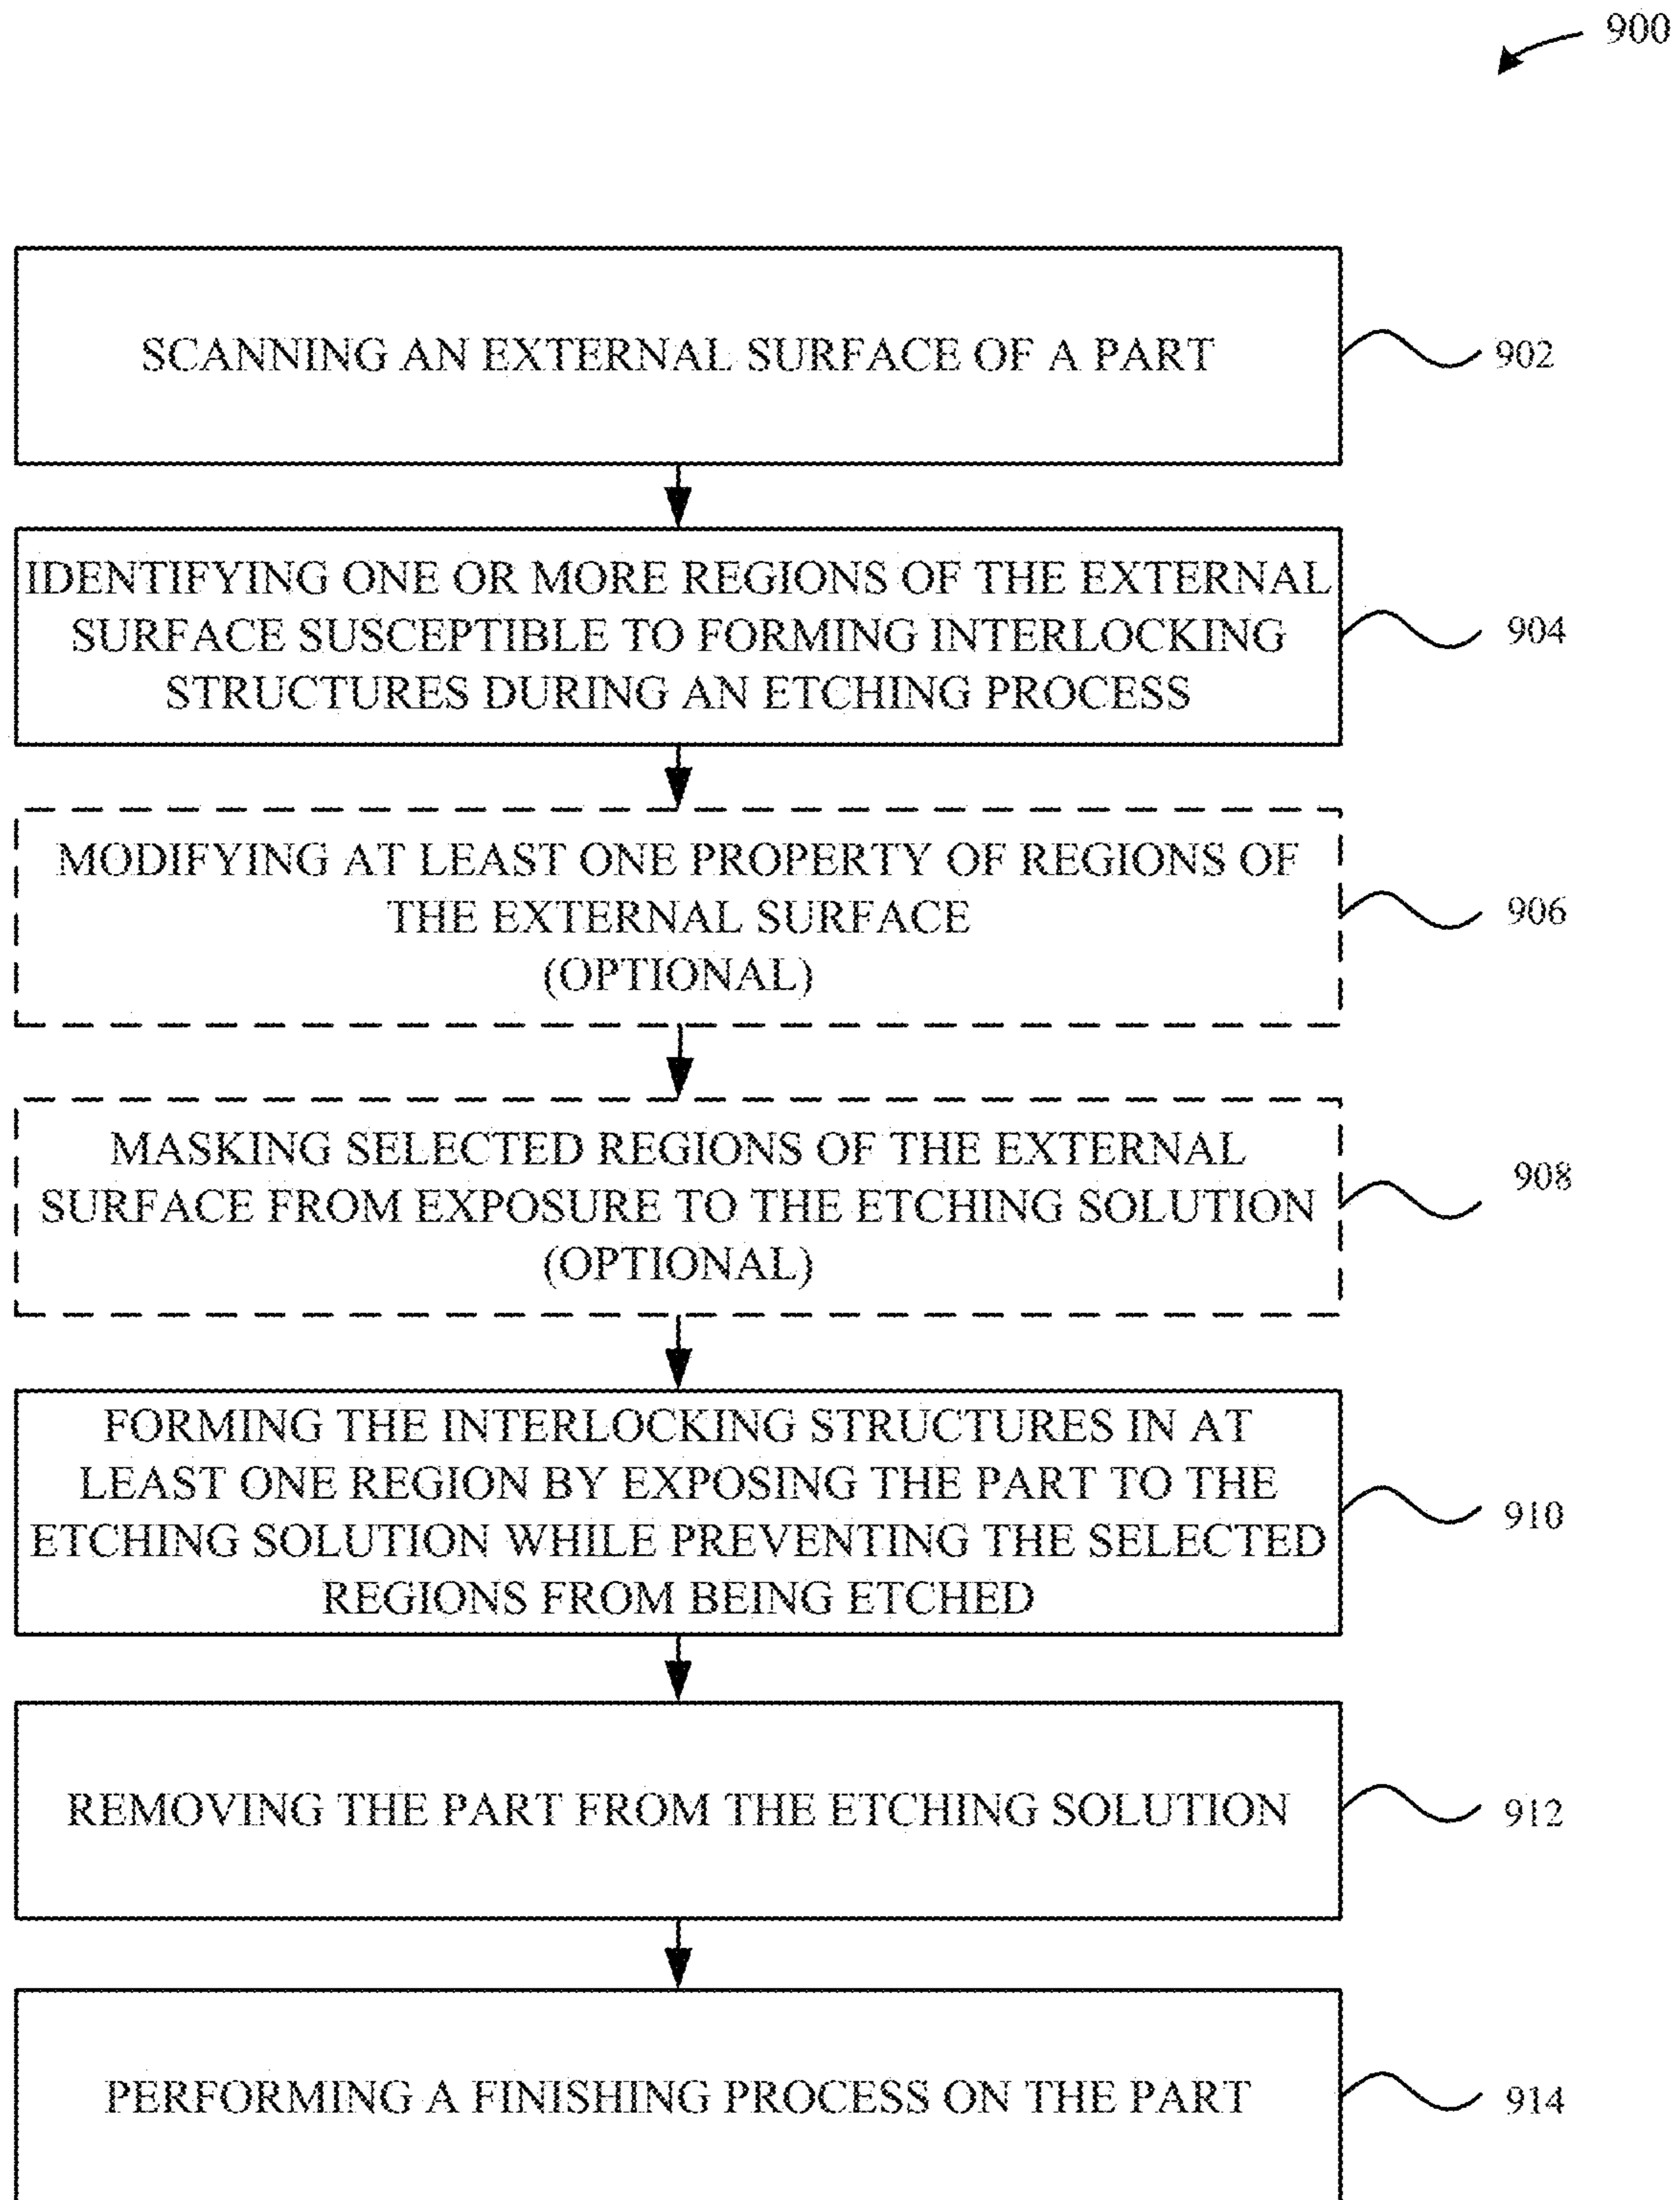 900
SCANNING AN EXTERNAL SURFACE OF A PART
902
IDENTIFYING ONE OR MORE REGIONS OF THE EXTERNAL
SURFACE SUSCEPTIBLE TO FORMING INTERLOCKING
STRUCTURES DURING AN ETCHING PROCESS
904
MODIFYING AT LEAST ONE PROPERTY OF REGIONS OF
THE EXTERNAL SURFACE
(OPTIONAL)
906
MASKING SELECTED REGIONS OF THE EXTERNAL
SURFACE FROM EXPOSURE TO THE ETCHING SOLUTION
(OPTIONAL)
908
FORMING THE INTERLOCKING STRUCTURES IN AT
LEAST ONE REGION BY EXPOSING THE PART TO THE
ETCHING SOLUTION WHILE PREVENTING THE SELECTED
REGIONS FROM BEING ETCHED
910
REMOVING THE PART FROM THE ETCHING SOLUTION
912
PERFORMING A FINISHING PROCESS ON THE PART
914